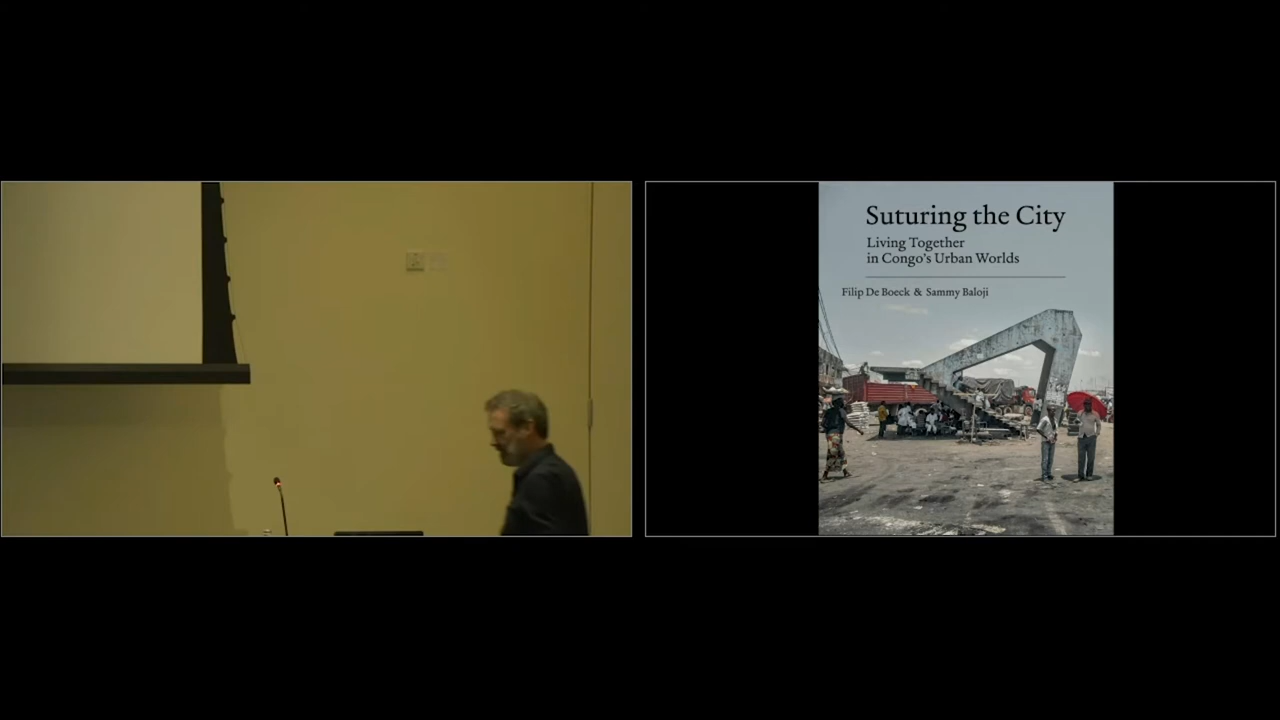 Suturing the City
Living Together
in Congo's Urban Worlds
Filip De Boeck & Sammy Baloji